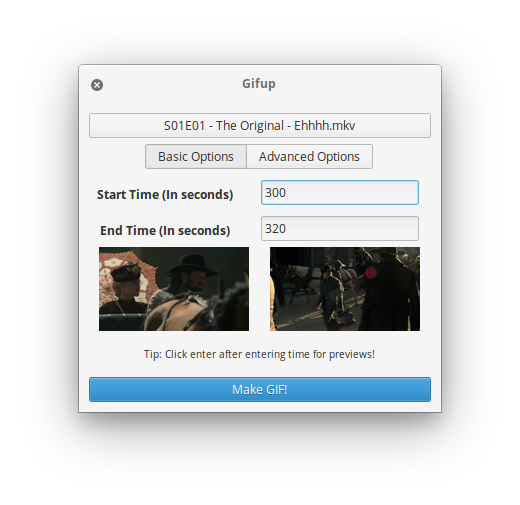 Gifup
S01E01 - The Original - Ehhhh.mkv
Basic Options
Advanced Options
Start Time (In seconds)
300
End Time (In seconds)
320
Tip: Click enter after entering time for previews!
Make GIF!